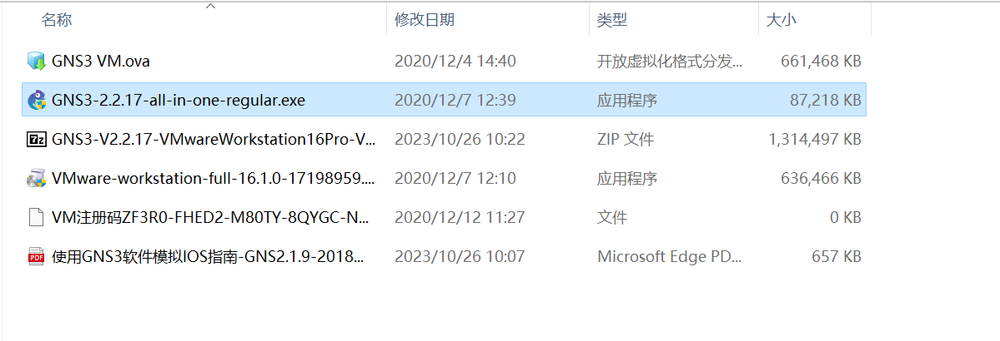 名称 修改日期 类型 大小
GNS3 VM.ova 2020/12/4 14:40 开放虚拟化格式分发... 661,468 KB
GNS3-2.2.17-all-in-one-regular.exe 2020/12/7 12:39 应用程序 87,218 KB
7z GNS3-V2.2.17-VMwareWorkstation16Pro-V... 2023/10/26 10:22 ZIP 文件 1,314,497 KB
VMware-workstation-full-16.1.0-17198959.... 2020/12/7 12:10 应用程序 636,466 KB
VM注册码ZF3R0-FHED2-M80TY-8QYGC-N... 2020/12/12 11:27 文件 0 KB
PDF 使用GNS3软件模拟IOS指南-GNS2.1.9-2018... 2023/10/26 10:07 Microsoft Edge PD... 657 KB